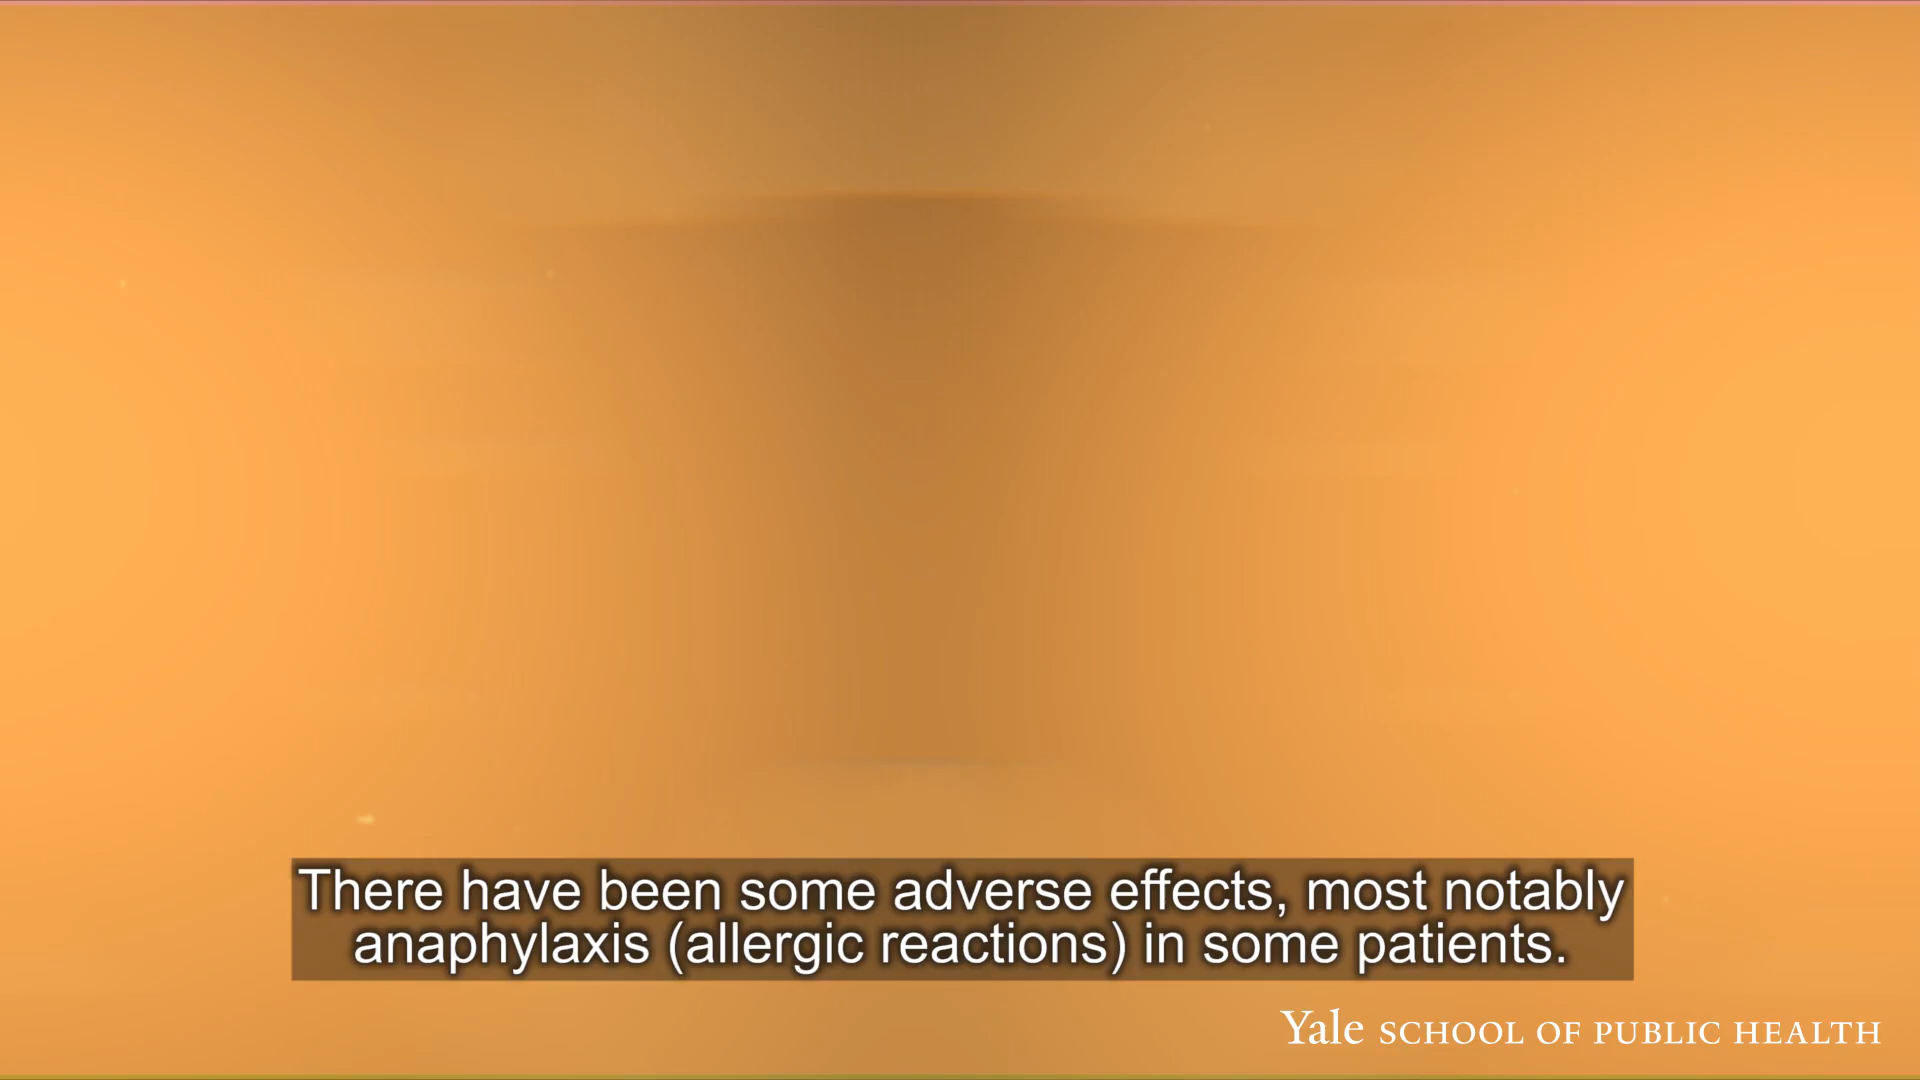 There have been some adverse effects, most notably
anaphylaxis (allergic reactions) in some patients.
Yale SCHOOL OF PUBLIC HEALTH